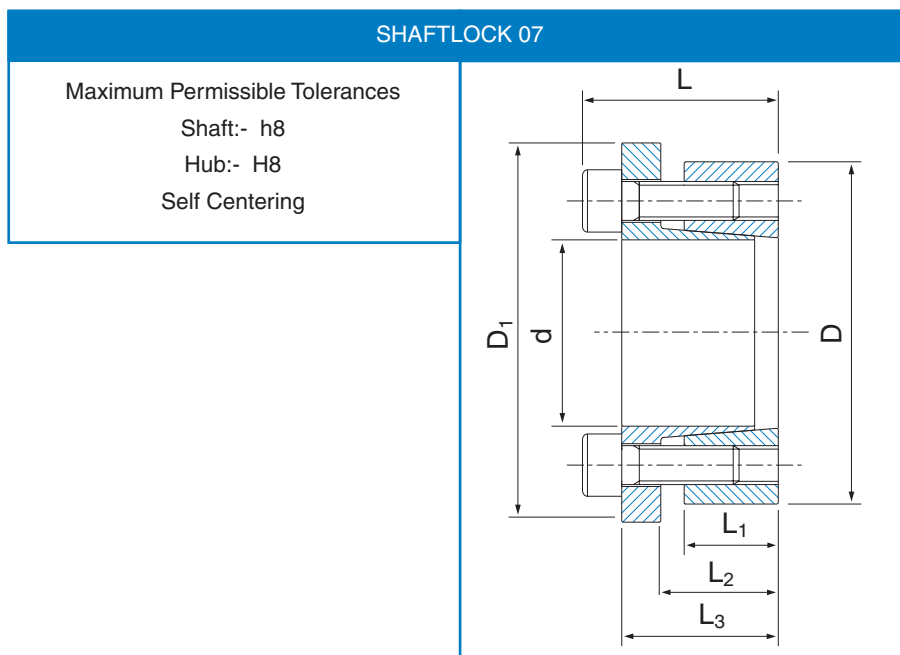 SHAFTLOCK 07
Maximum Permissible Tolerances
Shaft:- h8
Hub:- H8
Self Centering
L
D₁
d
D
L₁
L₂
L₃